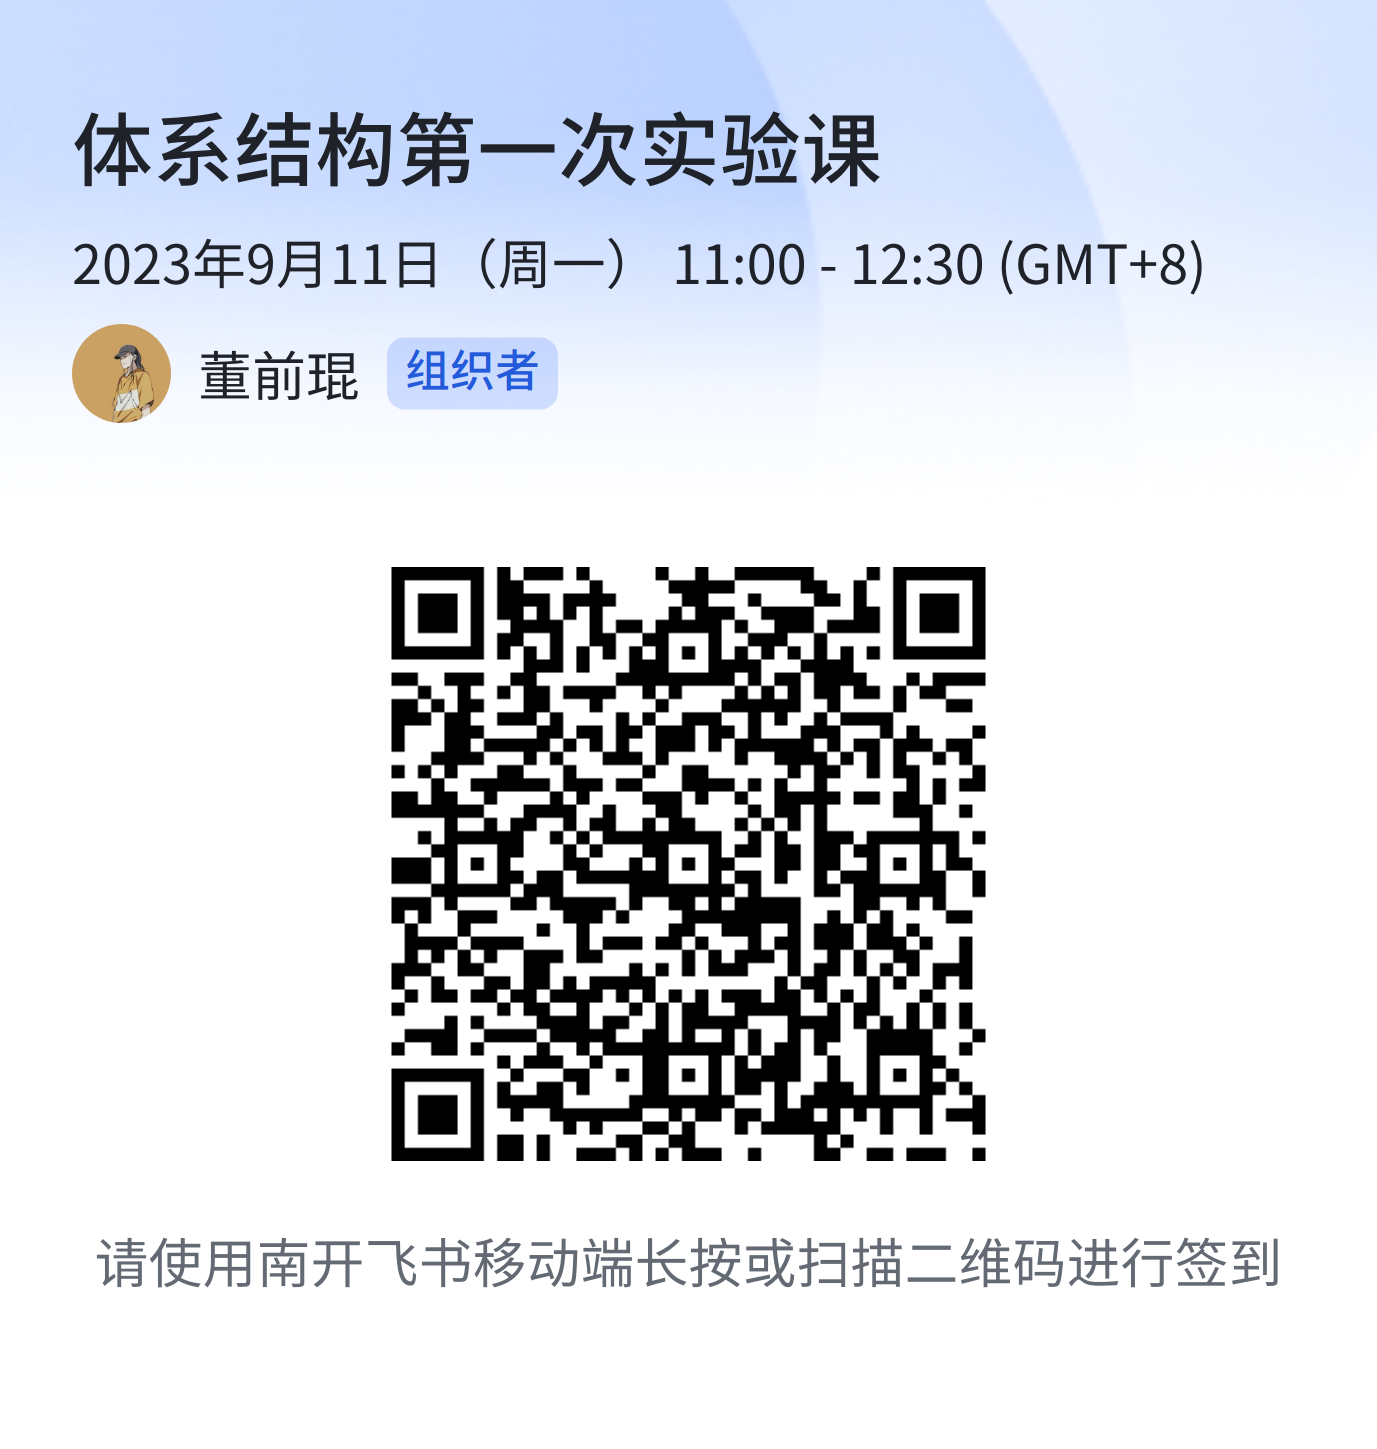 体系结构第一次实验课
2023年9月11日（周一） 11:00 - 12:30 (GMT+8)
董前琨 组织者
请使用南开飞书移动端长按或扫描二维码进行签到